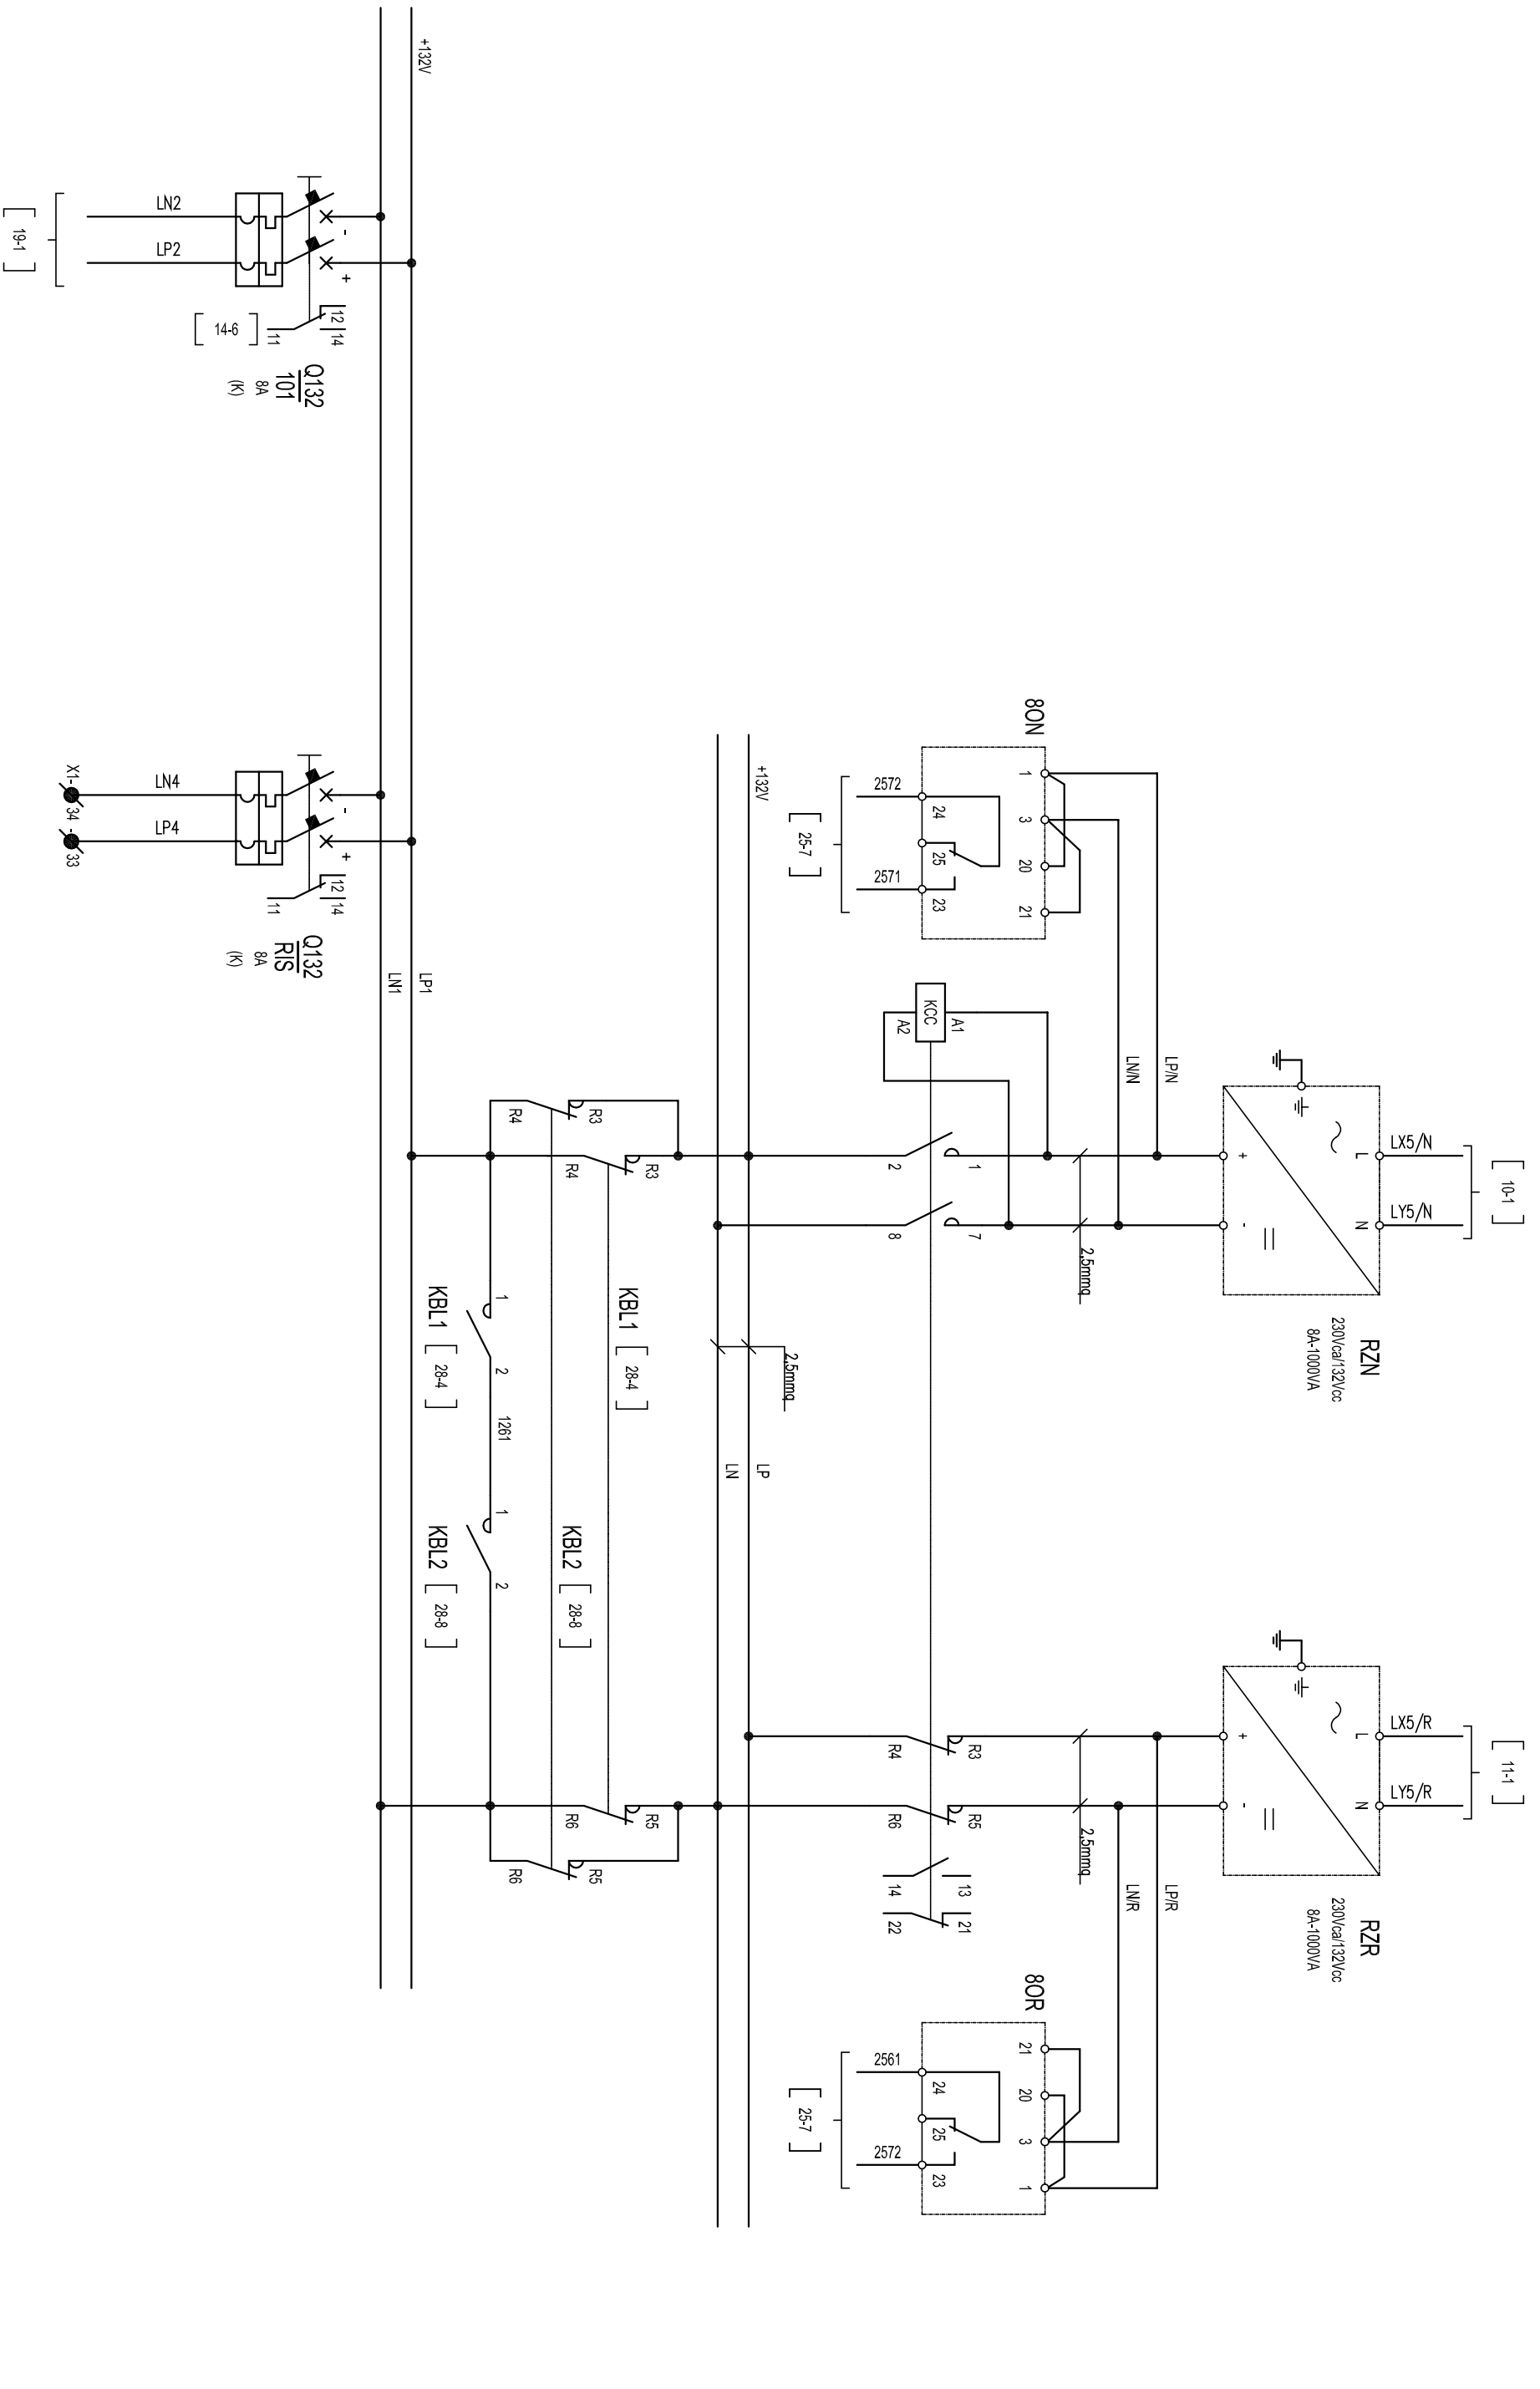 [ 10-1 ]
LX5/N
LY5/N
L
N
+
-
RZN
230Vca/132Vcc
8A-1000VA
[ 11-1 ]
LX5/R
LY5/R
L
N
+
-
RZR
230Vca/132Vcc
8A-1000VA
LP/N
LN/N
2,5mmq
LP/R
LN/R
2,5mmq
8ON
1
3
20
21
24
25
23
2572
2571
[ 25-7 ]
KCC
A1
A2
1
2
7
8
R3
R4
R5
R6
13
14
21
22
8OR
21
20
3
1
24
25
23
2561
2572
[ 25-7 ]
+132V
2,5mmq
LP
LN
R3
R4
R3
R4
KBL1 [ 28-4 ]
KBL2 [ 28-8 ]
R5
R6
R5
R6
1
2
1261
1
2
KBL1 [ 28-4 ]
KBL2 [ 28-8 ]
+132V
LP1
LN1
-
+
12
14
11
[ 14-6 ]
Q132
101
8A
(K)
LN2
LP2
[ 19-1 ]
-
+
12
14
11
Q132
RIS
8A
(K)
LN4
LP4
X1-
34
-
33